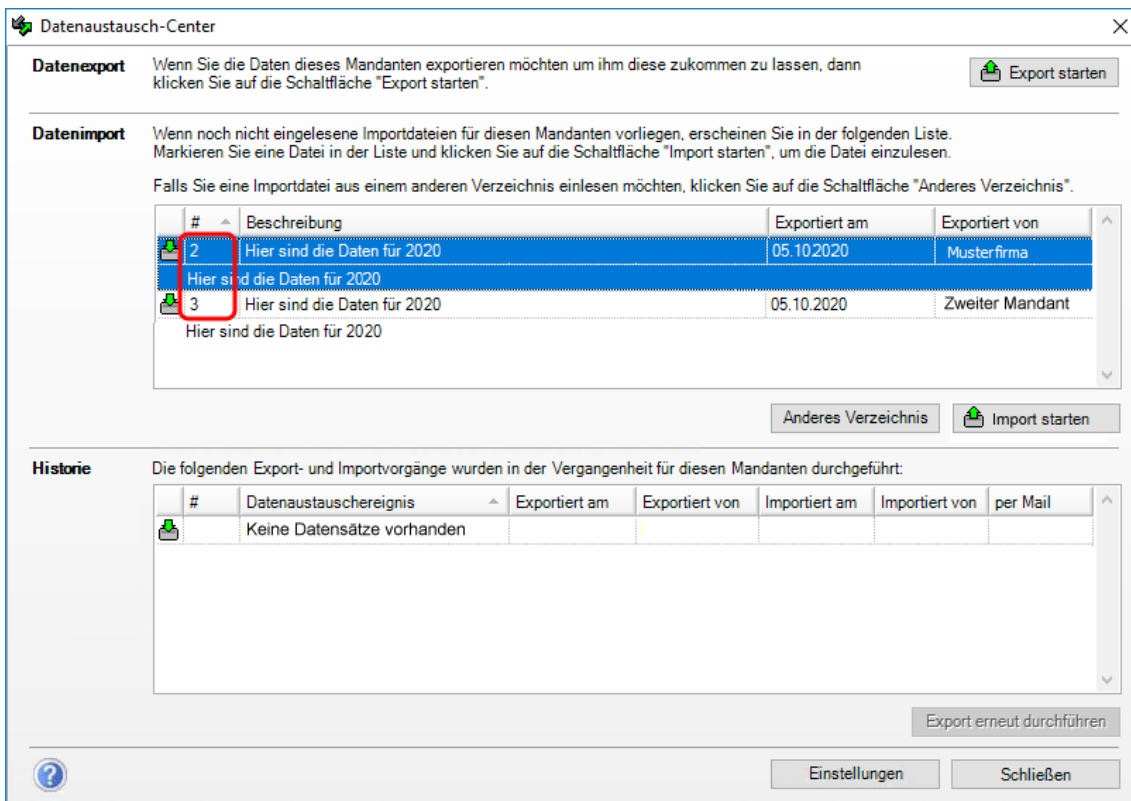 Datenaustausch-Center
Datenexport Wenn Sie die Daten dieses Mandanten exportieren möchten um ihm diese zukommen zu lassen, dann
klicken Sie auf die Schaltfläche "Export starten".
Export starten
Datenimport Wenn noch nicht eingelesene Importdateien für diesen Mandanten vorliegen, erscheinen Sie in der folgenden Liste.
Markieren Sie eine Datei in der Liste und klicken Sie auf die Schaltfläche "Import starten", um die Datei einzulesen.
Falls Sie eine Importdatei aus einem anderen Verzeichnis einlesen möchten, klicken Sie auf die Schaltfläche "Anderes Verzeichnis".
# Beschreibung Exportiert am Exportiert von
2 Hier sind die Daten für 2020 05.10.2020 Musterfirma
Hier sind die Daten für 2020
3 Hier sind die Daten für 2020 05.10.2020 Zweiter Mandant
Hier sind die Daten für 2020
Anderes Verzeichnis Import starten
Historie Die folgenden Export- und Importvorgänge wurden in der Vergangenheit für diesen Mandanten durchgeführt:
# Datenaustauschereignis Exportiert am Exportiert von Importiert am Importiert von per Mail
Keine Datensätze vorhanden
Export erneut durchführen
Einstellungen Schließen